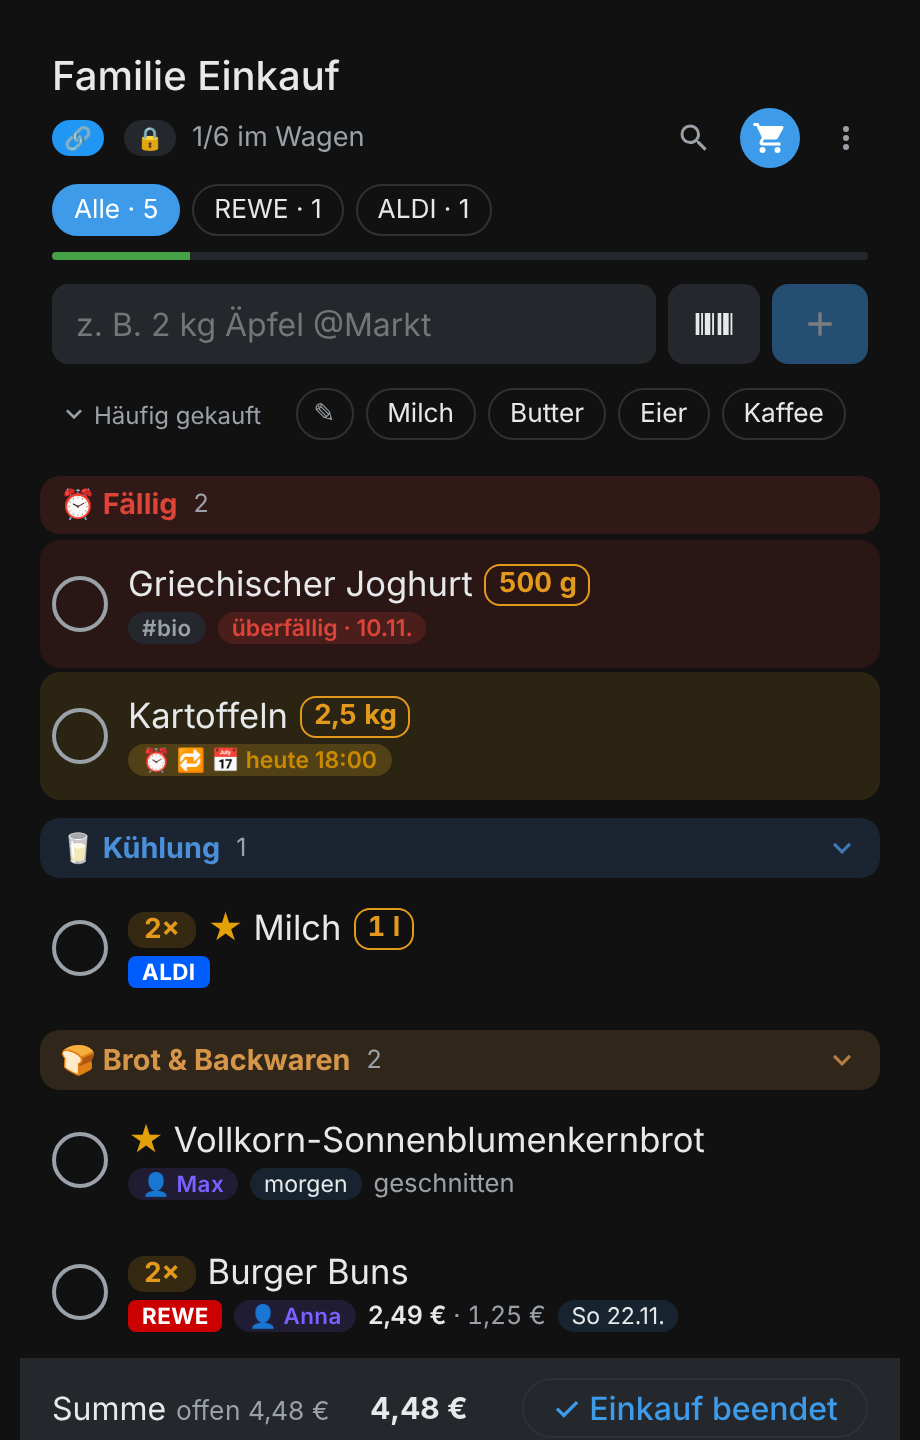 Familie Einkauf
1/6 im Wagen
Alle · 5 REWE · 1 ALDI · 1
z. B. 2 kg Äpfel @Markt
Häufig gekauft Milch Butter Eier Kaffee
Fällig 2
Griechischer Joghurt 500 g
#bio überfällig · 10.11.
Kartoffeln 2,5 kg
heute 18:00
Kühlung 1
2× ★ Milch 1 l
ALDI
Brot & Backwaren 2
★ Vollkorn-Sonnenblumenkernbrot
Max morgen geschnitten
2× Burger Buns
REWE Anna 2,49 € · 1,25 € So 22.11.
Summe offen 4,48 € 4,48 € ✓ Einkauf beendet